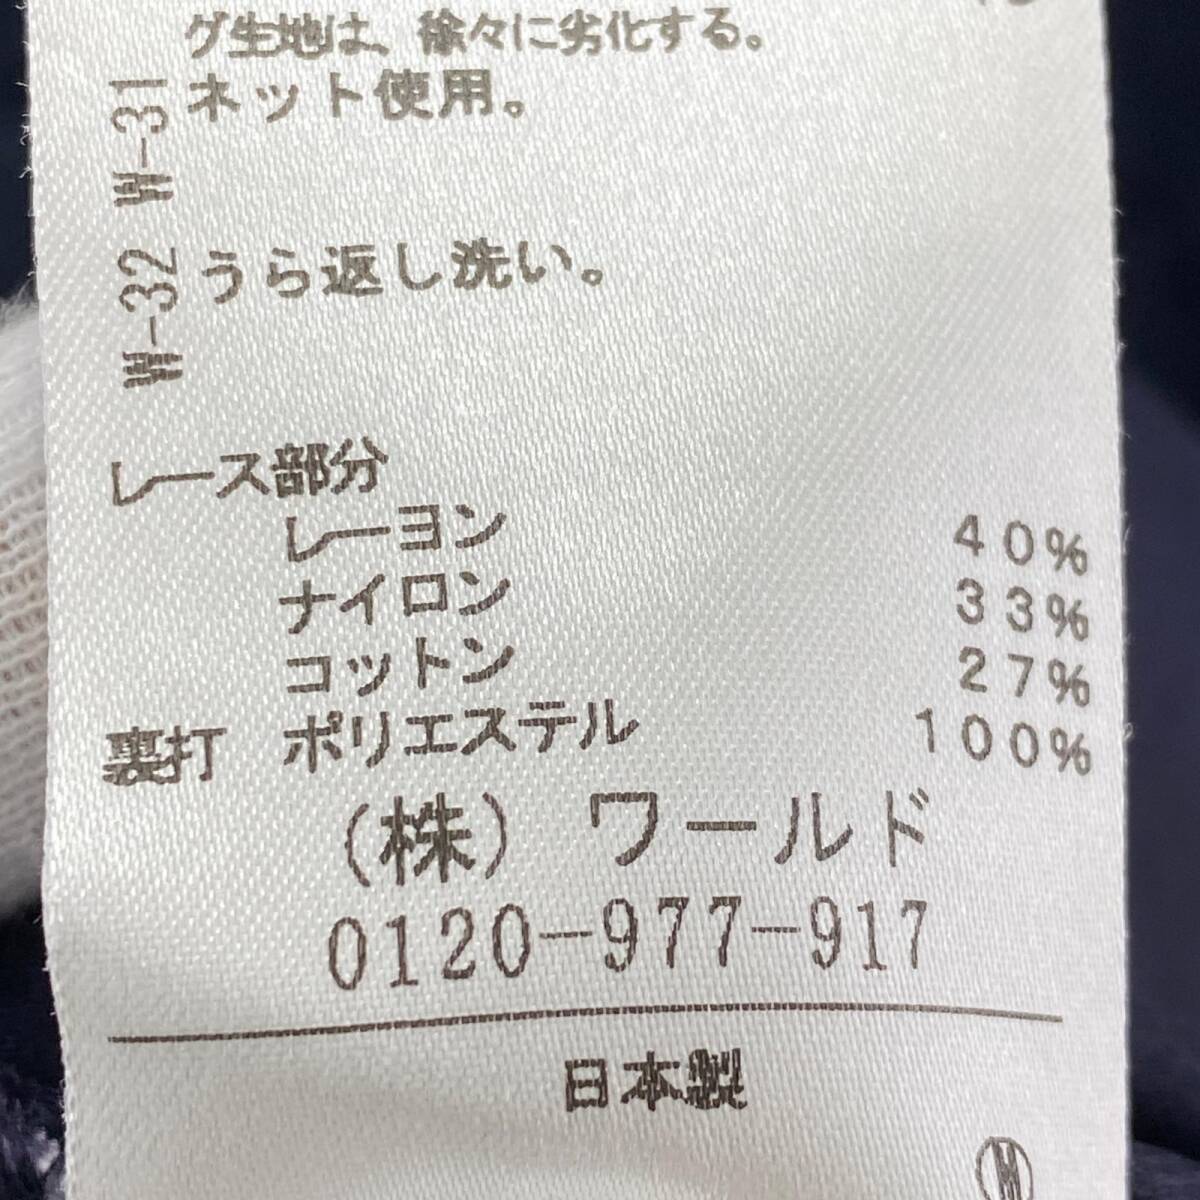 グ生地は、徐々に劣化する。
W-31 ネット使用。
W-32 うら返し洗い。
レース部分
レーヨン 40%
ナイロン 33%
コットン 27%
裏打 ポリエステル 100%
(株) ワールド
0120-977-917
日本製